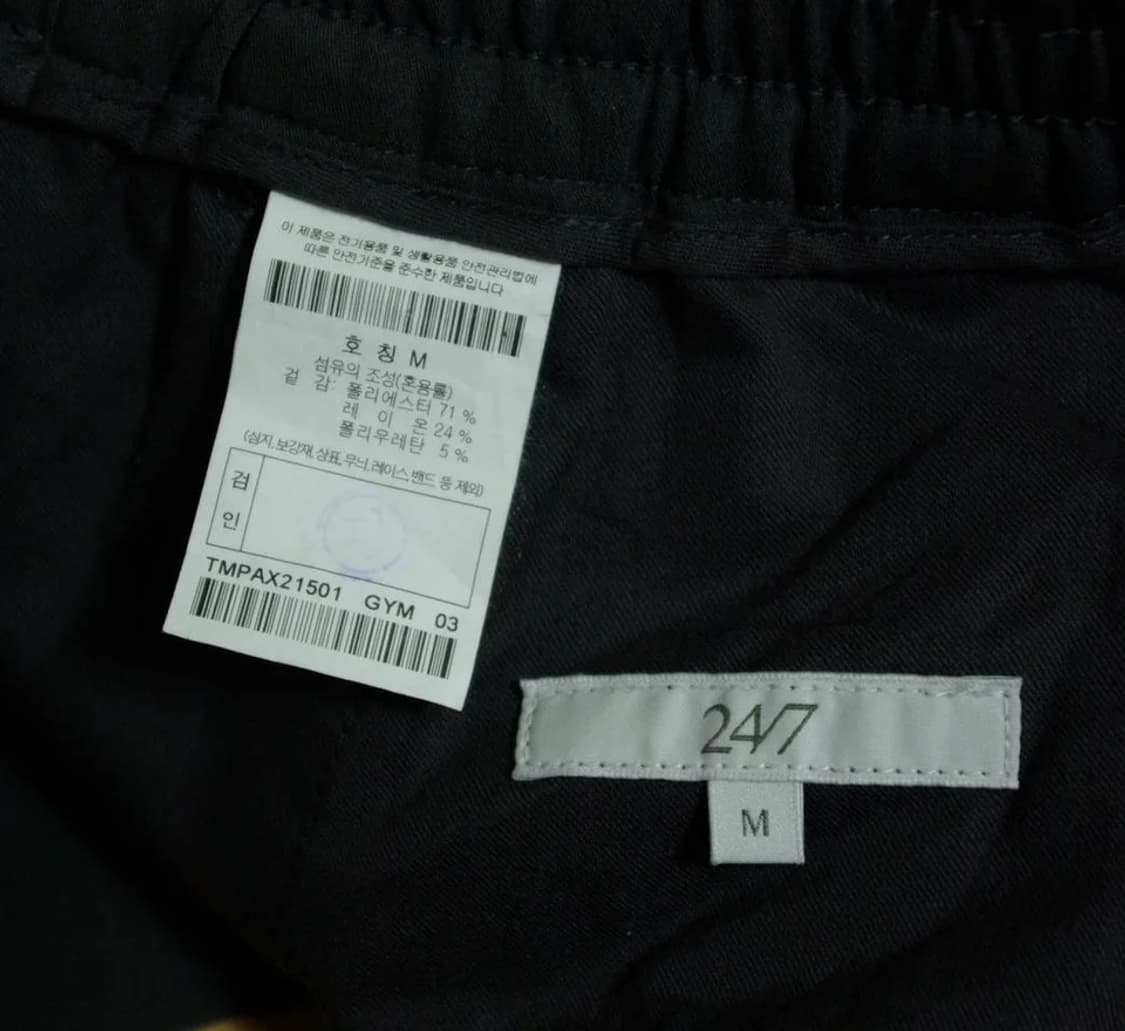 이 제품은 전기용품 및 생활용품 안전관리법에
따른 안전기준을 준수한 제품입니다
호 칭 M
섬유의 조성(혼용률)
겉 감: 폴리에스터 71 %
레 이 온 24 %
폴리우레탄 5 %
(심지,보강재,상표,무늬,레이스,밴드 등 제외)
검
인
TMPAX21501 GYM 03
24/7
M